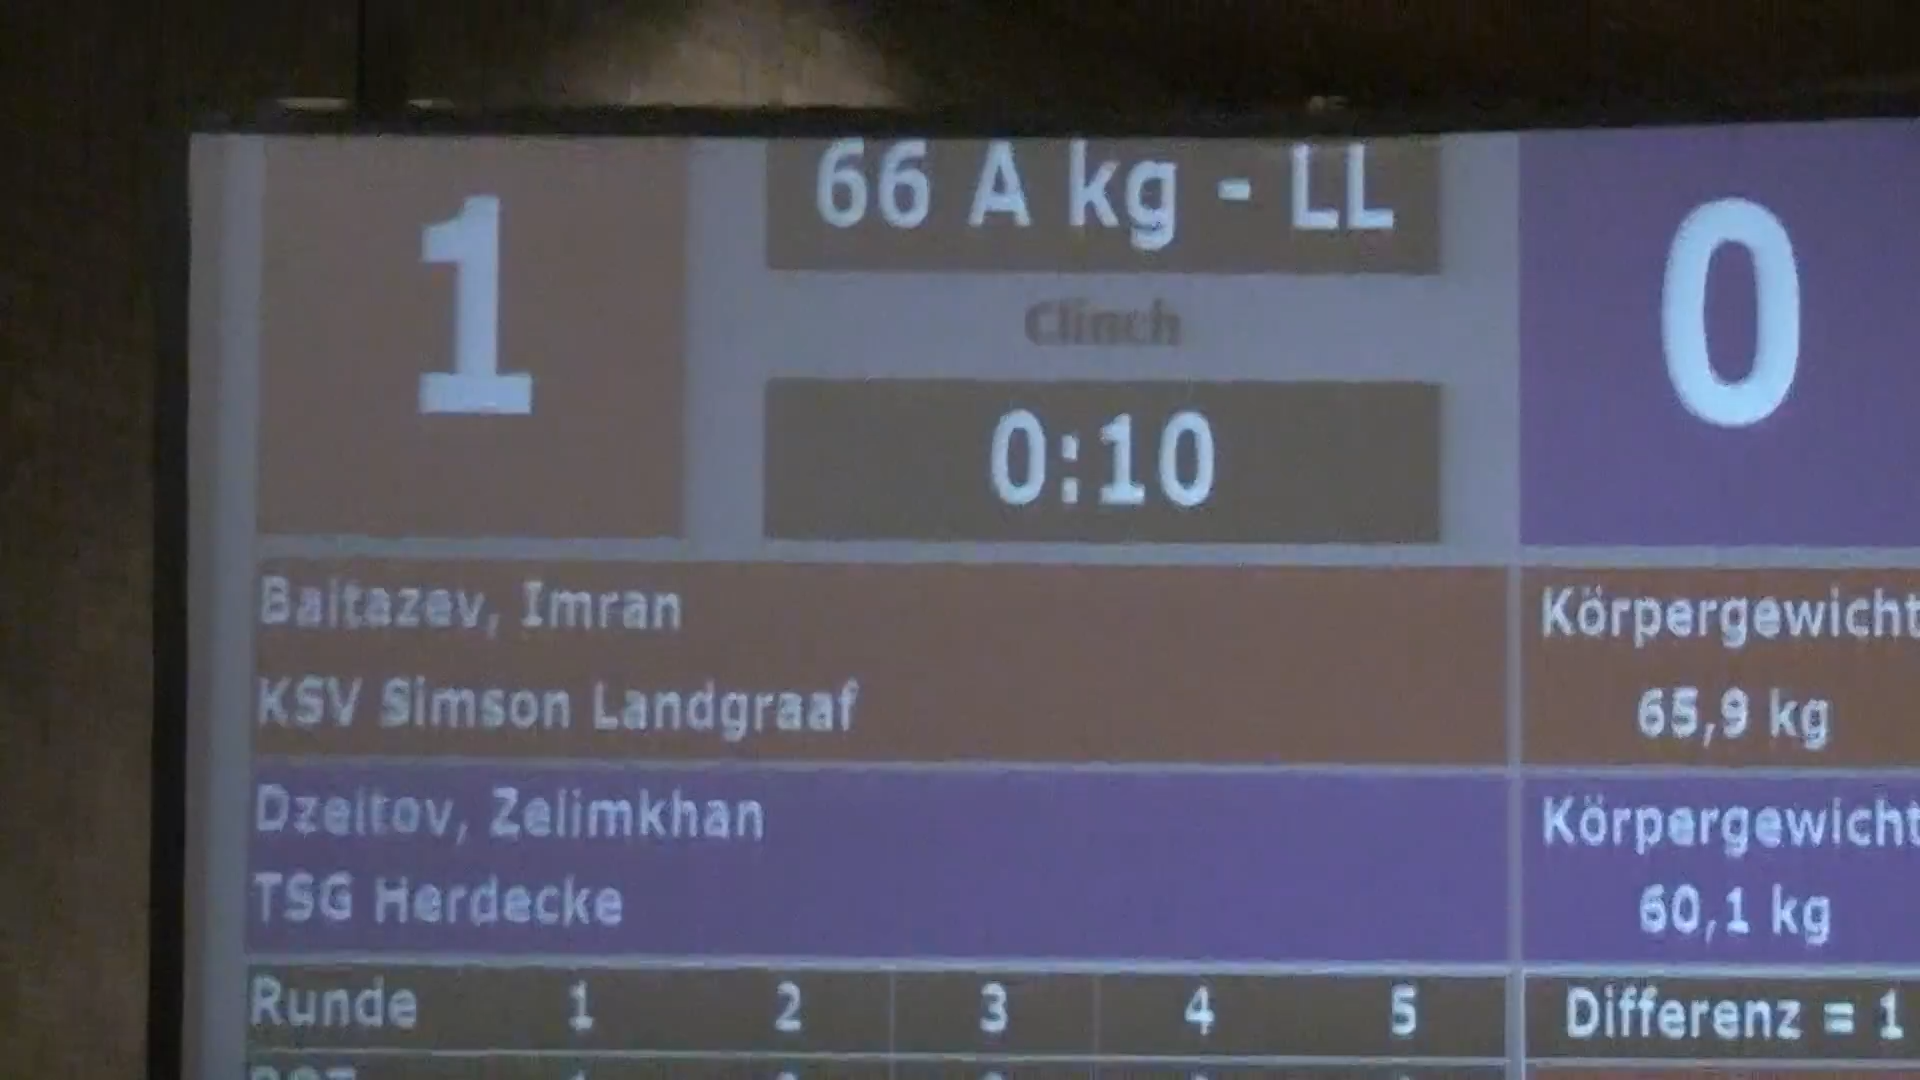 1
66 A kg - LL
0
Clinch
0:10
Baitazev, Imran
Körpergewicht
KSV Simson Landgraaf
65,9 kg
Dzeitov, Zelimkhan
Körpergewicht
TSG Herdecke
60,1 kg
Runde 1 2 3 4 5
Differenz = 1